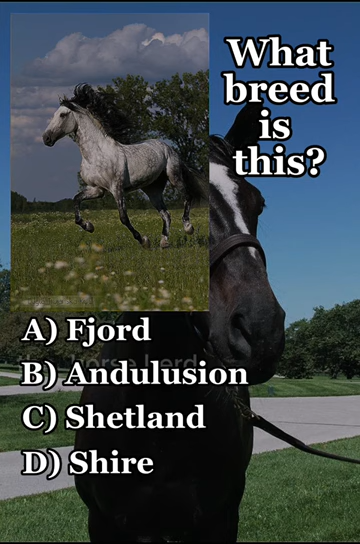 What
breed
is
this?
A) Fjord
B) Andulusion
C) Shetland
D) Shire